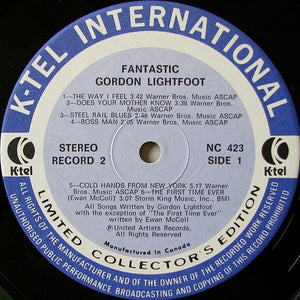 K-TEL INTERNATIONAL
FANTASTIC
GORDON LIGHTFOOT
1—THE WAY I FEEL 3:42 Warner Bros. Music ASCAP
2—DOES YOUR MOTHER KNOW 3:36 Warner Bros.
Music ASCAP
3—STEEL RAIL BLUES 2:48 Warner Bros. Music ASCAP
4—BOSS MAN 2:05 Warner Bros. Music ASCAP
STEREO
RECORD 2
NC 423
SIDE 1
K-tel
K-tel
5—COLD HANDS FROM NEW YORK 5.17 Warner
Bros. Music ASCAP 6—THE FIRST TIME EVER
(Ewan McColl) 3:07 Storm King Music, Inc., BMI
All Songs Written by Gordon Lightfoot
with the exception of "The First Time Ever"
written by Ewan McColl
Ⓟ United Artists Records,
All Rights Reserved
Manufactured In Canada
LIMITED COLLECTOR'S EDITION
ALL RIGHTS OF THE MANUFACTURER AND OF THE OWNER OF THE RECORDED WORK RESERVED
UNAUTHORISED PUBLIC PERFORMANCE BROADCASTING AND COPYING OF THIS RECORD PROHIBITED